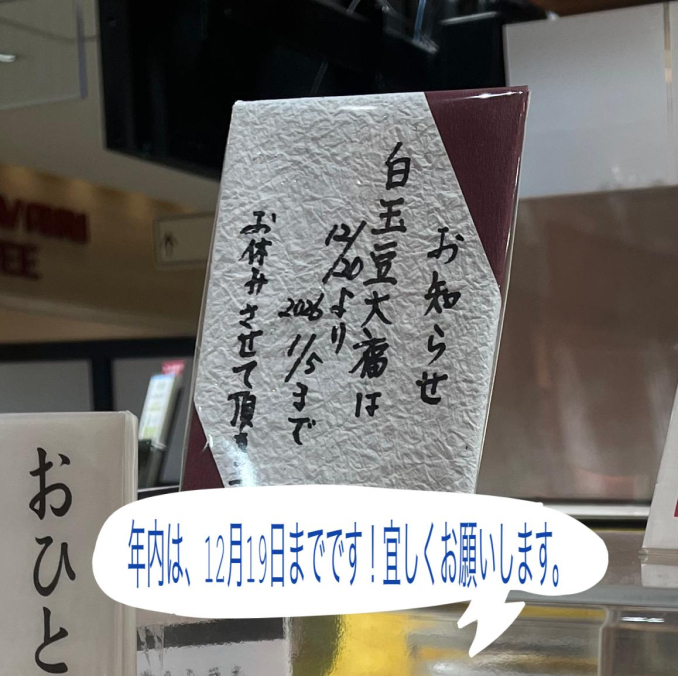 お知らせ
白玉豆大福は
12/20より
2026 1/5まで
お休みさせて頂き
おひと
年内は、12月19日までです！宜しくお願いします。